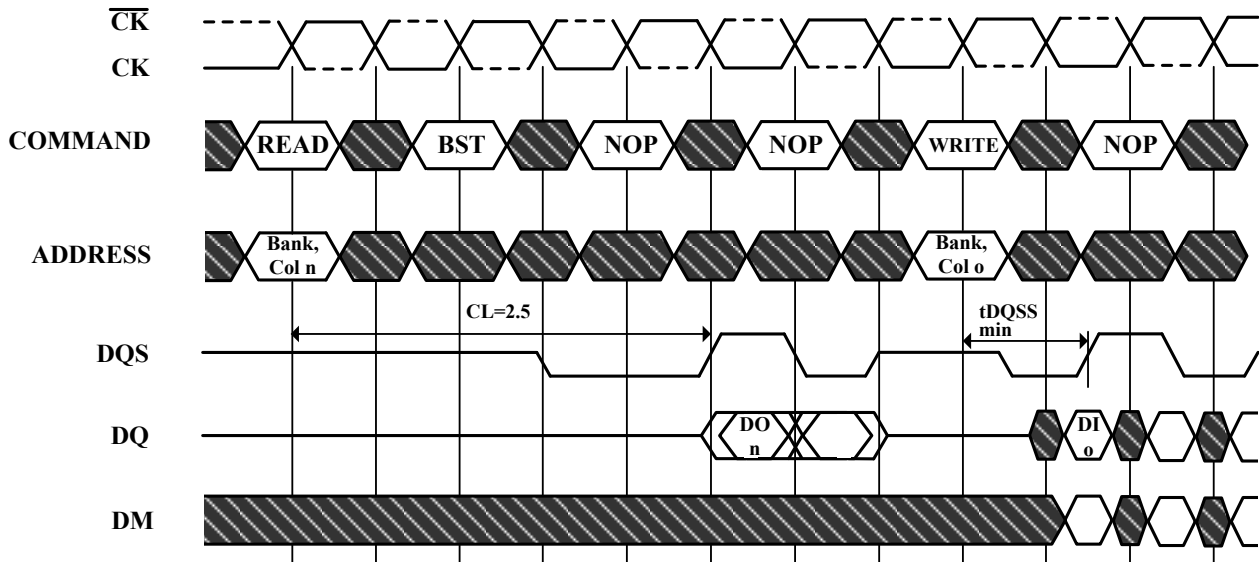 CK
CK
COMMAND READ BST NOP NOP WRITE NOP
ADDRESS Bank, Col n Bank, Col o
CL=2.5 tDQSS min
DQS
DQ DO n DI o
DM